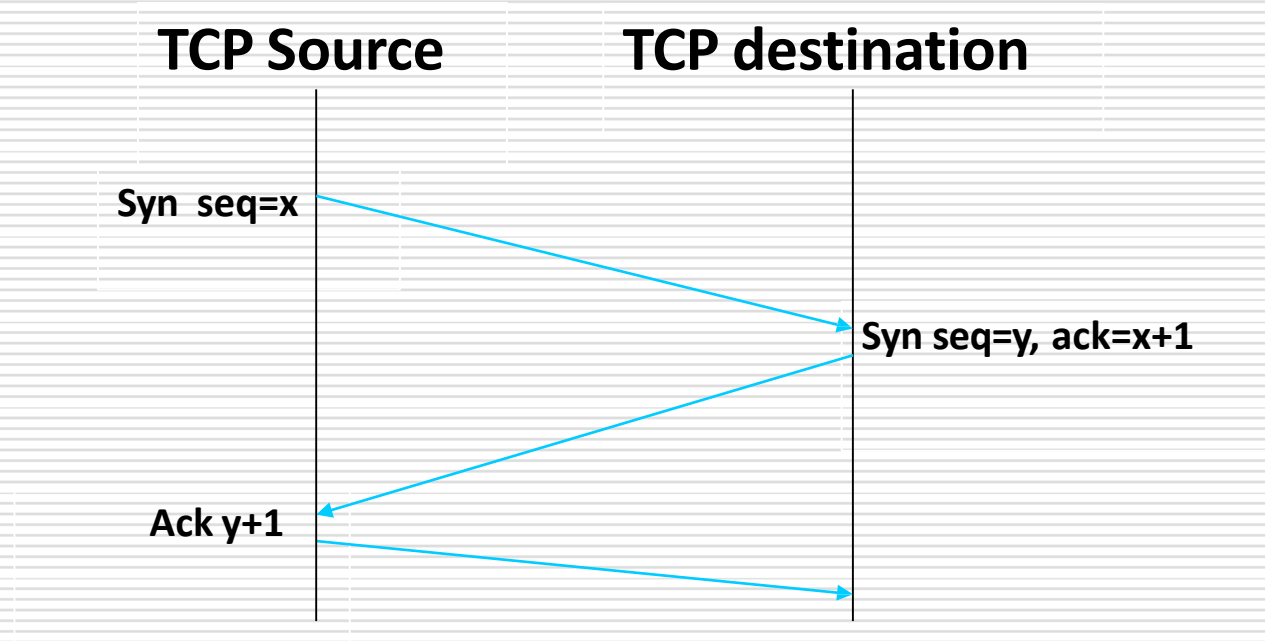 TCP Source TCP destination
Syn seq=x
Syn seq=y, ack=x+1
Ack y+1